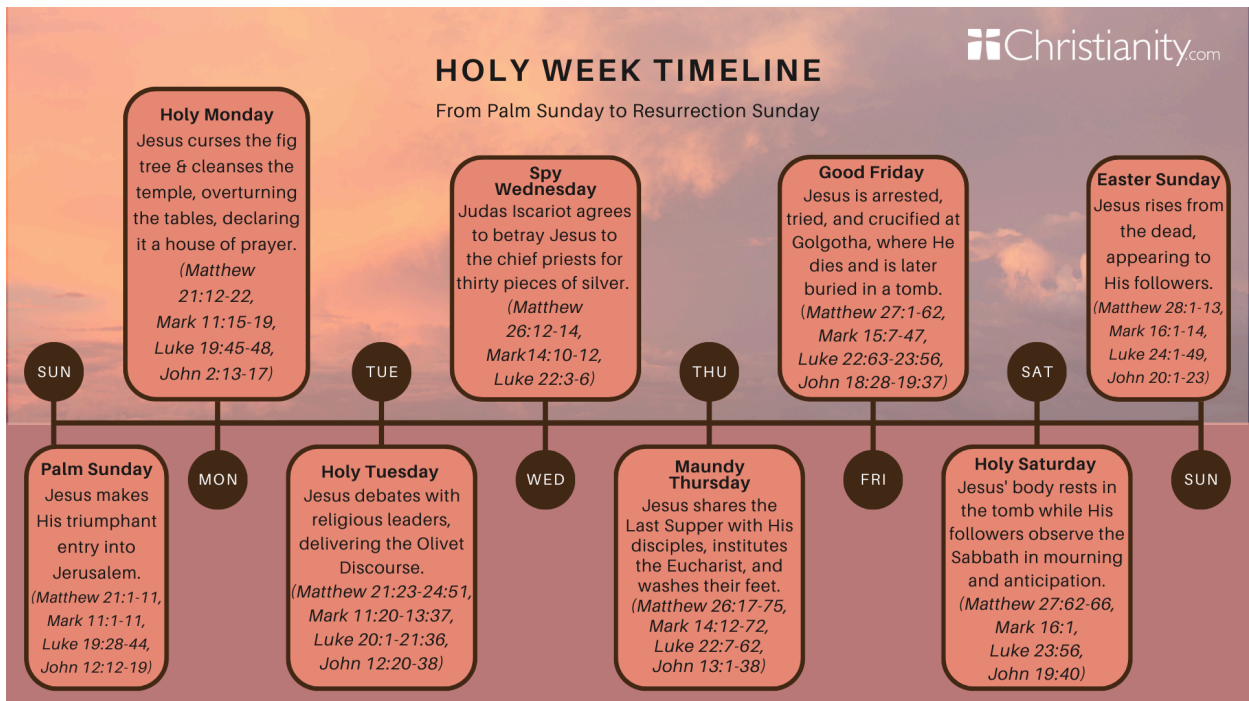 Christianity.com
HOLY WEEK TIMELINE
From Palm Sunday to Resurrection Sunday
SUN
Palm Sunday
Jesus makes
His triumphant
entry into
Jerusalem.
(Matthew 21:1-11,
Mark 11:1-11,
Luke 19:28-44,
John 12:12-19)
Holy Monday
Jesus curses the fig
tree & cleanses the
temple, overturning
the tables, declaring
it a house of prayer.
(Matthew
21:12-22,
Mark 11:15-19,
Luke 19:45-48,
John 2:13-17)
MON
TUE
Holy Tuesday
Jesus debates with
religious leaders,
delivering the Olivet
Discourse.
(Matthew 21:23-24:51,
Mark 11:20-13:37,
Luke 20:1-21:36,
John 12:20-38)
Spy
Wednesday
Judas Iscariot agrees
to betray Jesus to
the chief priests for
thirty pieces of silver.
(Matthew
26:12-14,
Mark14:10-12,
Luke 22:3-6)
WED
THU
Maundy
Thursday
Jesus shares the
Last Supper with His
disciples, institutes
the Eucharist, and
washes their feet.
(Matthew 26:17-75,
Mark 14:12-72,
Luke 22:7-62,
John 13:1-38)
Good Friday
Jesus is arrested,
tried, and crucified at
Golgotha, where He
dies and is later
buried in a tomb.
(Matthew 27:1-62,
Mark 15:7-47,
Luke 22:63-23:56,
John 18:28-19:37)
FRI
SAT
Holy Saturday
Jesus' body rests in
the tomb while His
followers observe the
Sabbath in mourning
and anticipation.
(Matthew 27:62-66,
Mark 16:1,
Luke 23:56,
John 19:40)
Easter Sunday
Jesus rises from
the dead,
appearing to
His followers.
(Matthew 28:1-13,
Mark 16:1-14,
Luke 24:1-49,
John 20:1-23)
SUN